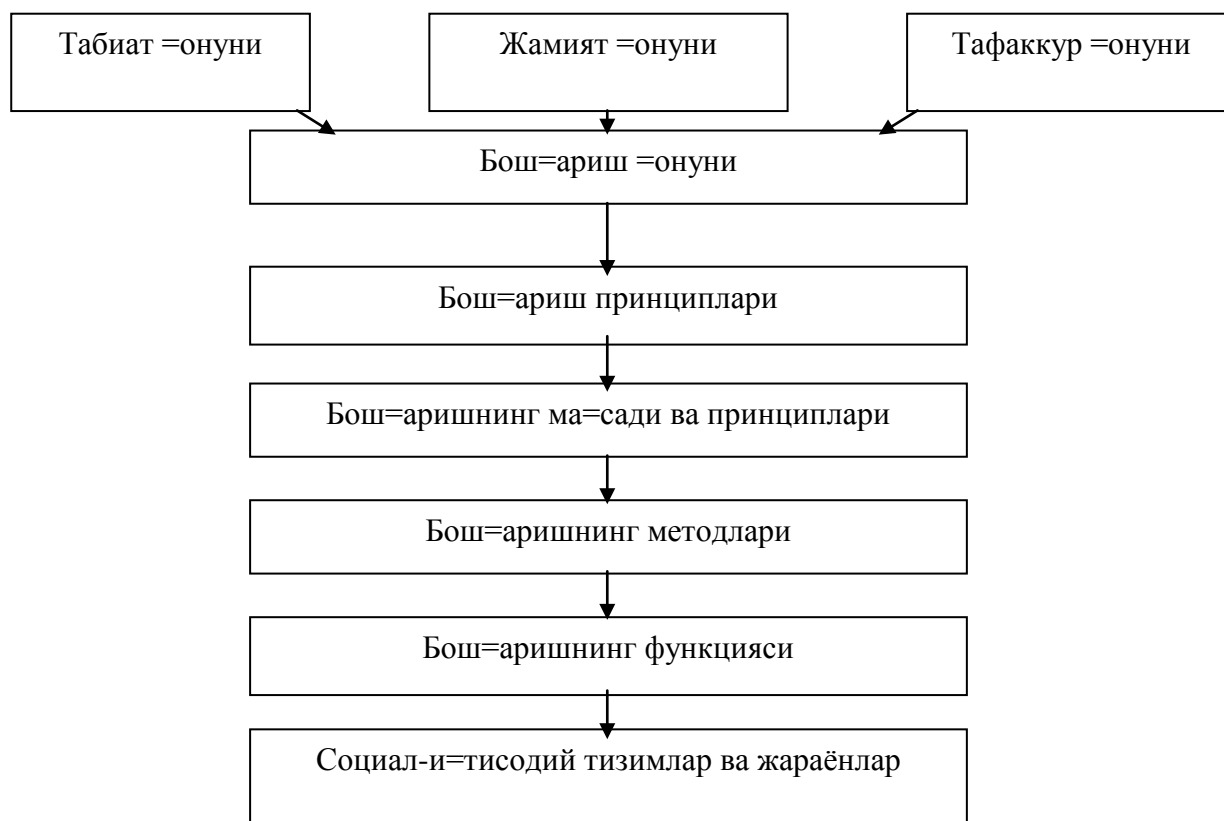 Табиат =онуни
Жамият =онуни
Тафаккур =онуни
Бош=ариш =онуни
Бош=ариш принциплари
Бош=аришнинг ма=сади ва принциплари
Бош=аришнинг методлари
Бош=аришнинг функцияси
Социал-и=тисодий тизимлар ва жараёнлар